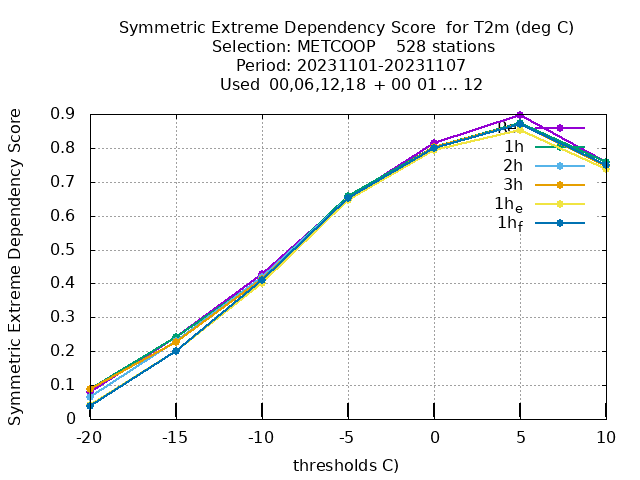 Symmetric Extreme Dependency Score for T2m (deg C)
Selection: METCOOP 528 stations
Period: 20231101-20231107
Used 00,06,12,18 + 00 01 ... 12
Symmetric Extreme Dependency Score
0.9
0.8
0.7
0.6
0.5
0.4
0.3
0.2
0.1
0
1h
2h
3h
1h_e
1h_f
-20 -15 -10 -5 0 5 10
thresholds C)